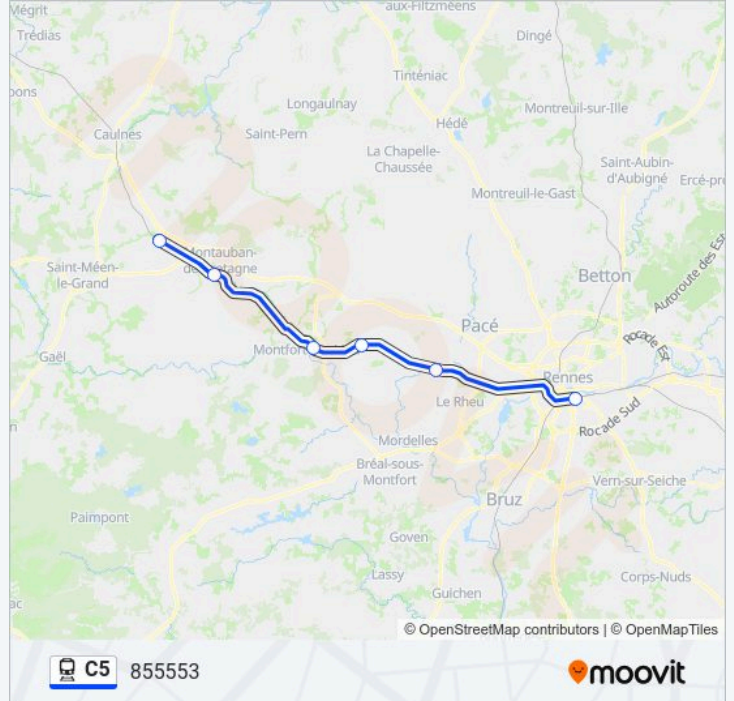 Mégrit
aux-Filtzméens
Trédias
Dingé
Tinténiac
Longaulnay
Montreuil-sur-Ille
Caulnes
Saint-Pern
Hédé
La Chapelle-
Chaussée
Saint-Aubin-
d'Aubigné
Montreuil-le-Gast
Saint-Méen-
le-Grand
Betton
Autoroute des Est
Pacé
Rocade Est
Montfort
Gaël
Rennes
Le Rheu
Rocade Sud
Mordelles
Bréal-sous-
Montfort
Vern-sur-Seiche
Bruz
Paimpont
Goven
Lassy
Guichen
Corps-Nuds
© OpenStreetMap contributors | © OpenMapTiles
C5 855553 moovit